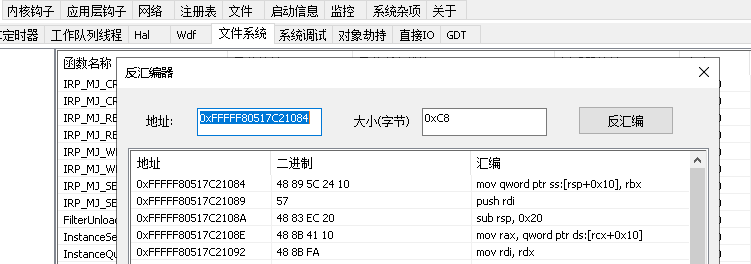 内核钩子 应用层钩子 网络 注册表 文件 启动信息 监控 系统杂项 关于
定时器 工作队列线程 Hal Wdf 文件系统 系统调试 对象劫持 直接IO GDT
函数名称
反汇编器
IRP_MJ_CR
IRP_MJ_CR
地址: 0xFFFFF80517C21084 大小(字节) 0xC8 反汇编
IRP_MJ_RE
IRP_MJ_RE
IRP_MJ_WR
地址 二进制 汇编
IRP_MJ_WR
0xFFFFF80517C21084 48 89 5C 24 10 mov qword ptr ss:[rsp+0x10], rbx
IRP_MJ_SE
0xFFFFF80517C21089 57 push rdi
IRP_MJ_SE
FilterUnloa 0xFFFFF80517C2108A 48 83 EC 20 sub rsp, 0x20
InstanceSe 0xFFFFF80517C2108E 48 8B 41 10 mov rax, qword ptr ds:[rcx+0x10]
InstanceQu 0xFFFFF80517C21092 48 8B FA mov rdi, rdx